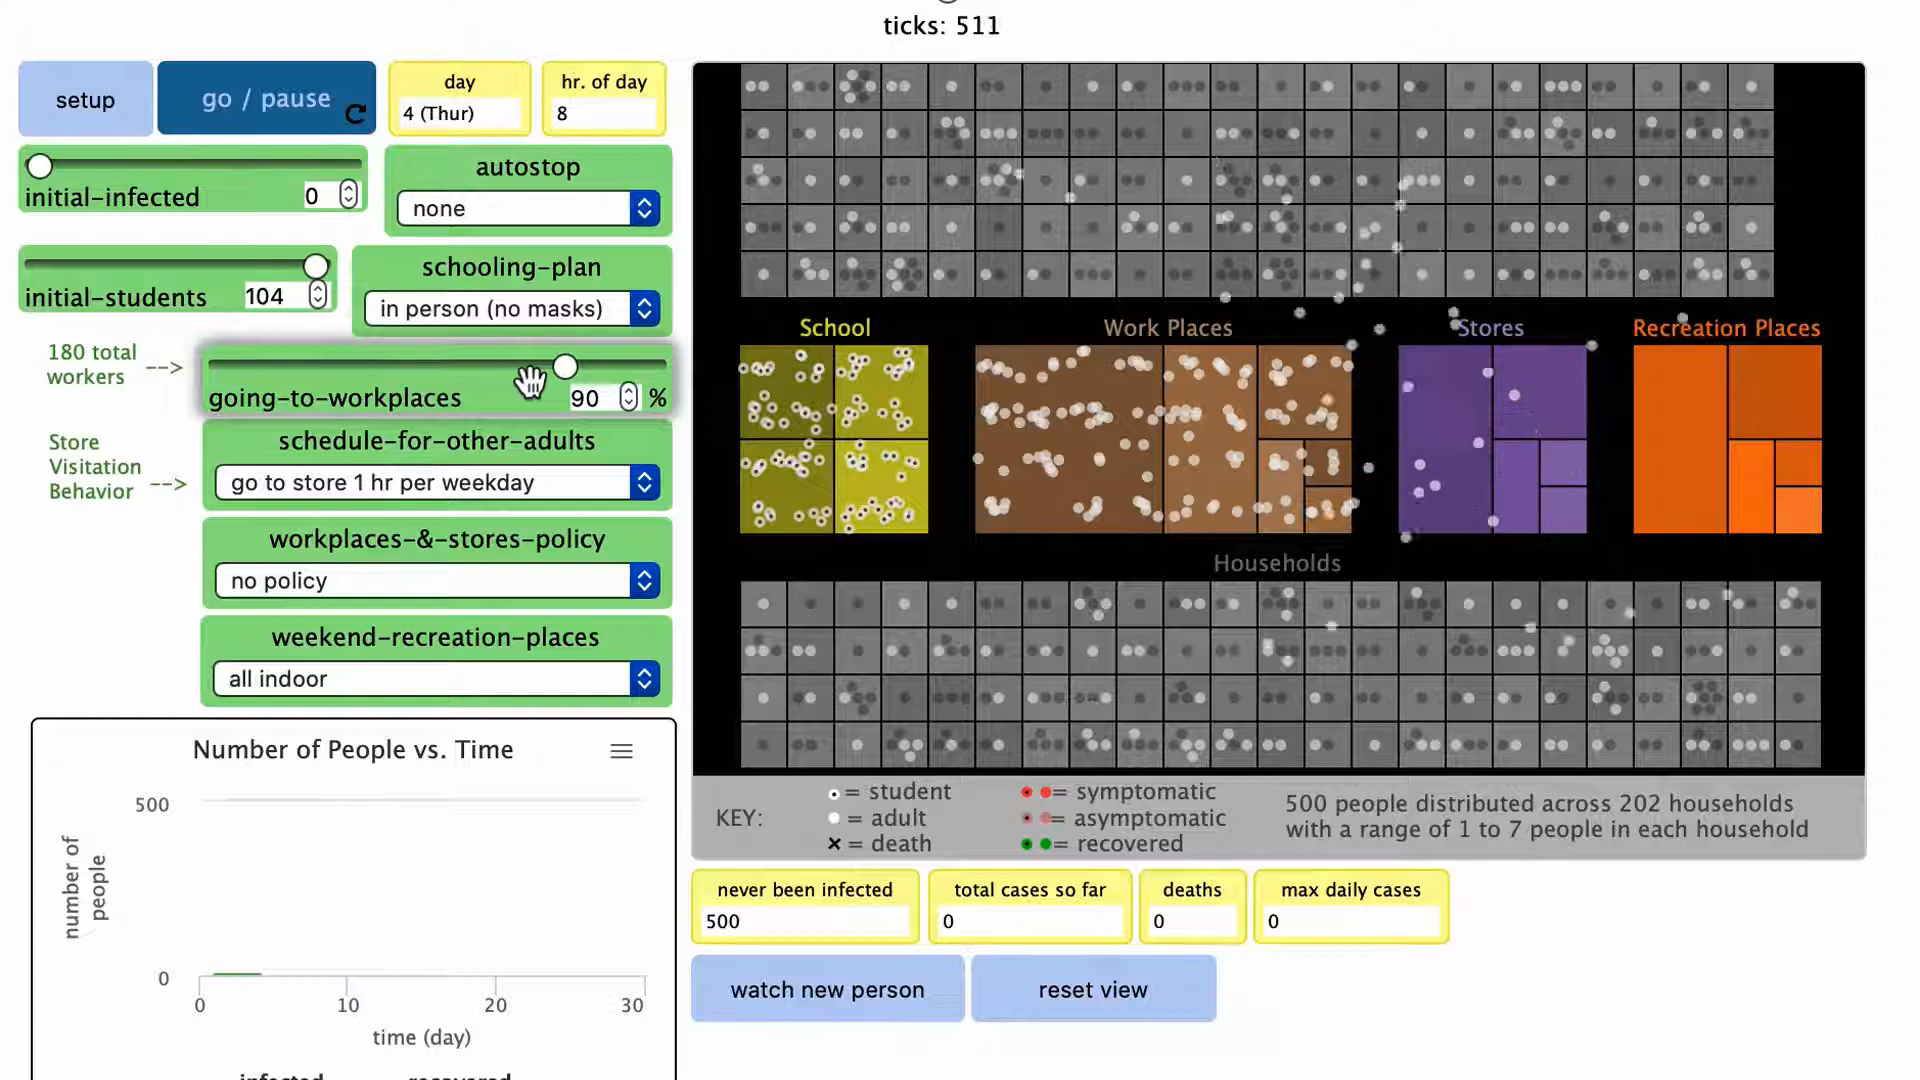 ticks: 511
setup
go / pause
day
4 (Thur)
hr. of day
8
initial-infected
0
autostop
none
initial-students
104
schooling-plan
in person (no masks)
180 total
workers
-->
going-to-workplaces
90
%
Store
Visitation
Behavior
-->
schedule-for-other-adults
go to store 1 hr per weekday
workplaces-&-stores-policy
no policy
weekend-recreation-places
all indoor
Number of People vs. Time
500
number of
people
0
0
10
20
30
time (day)
infected
recovered
School
Work Places
Stores
Recreation Places
Households
KEY:
= student
= adult
= death
= symptomatic
= asymptomatic
= recovered
500 people distributed across 202 households
with a range of 1 to 7 people in each household
never been infected
500
total cases so far
0
deaths
0
max daily cases
0
watch new person
reset view